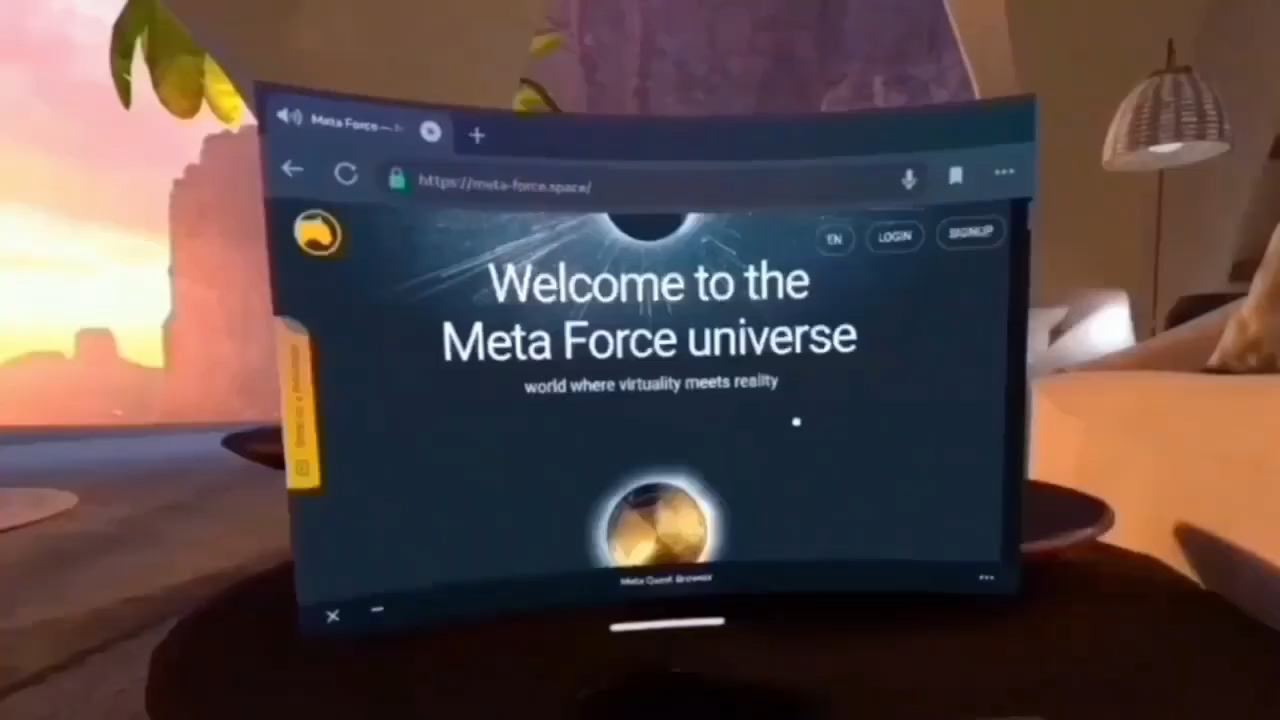 Meta Force —
https://meta-force.space/
EN
LOGIN
SIGNUP
Welcome to the
Meta Force universe
world where virtuality meets reality
Meta Quest Browser